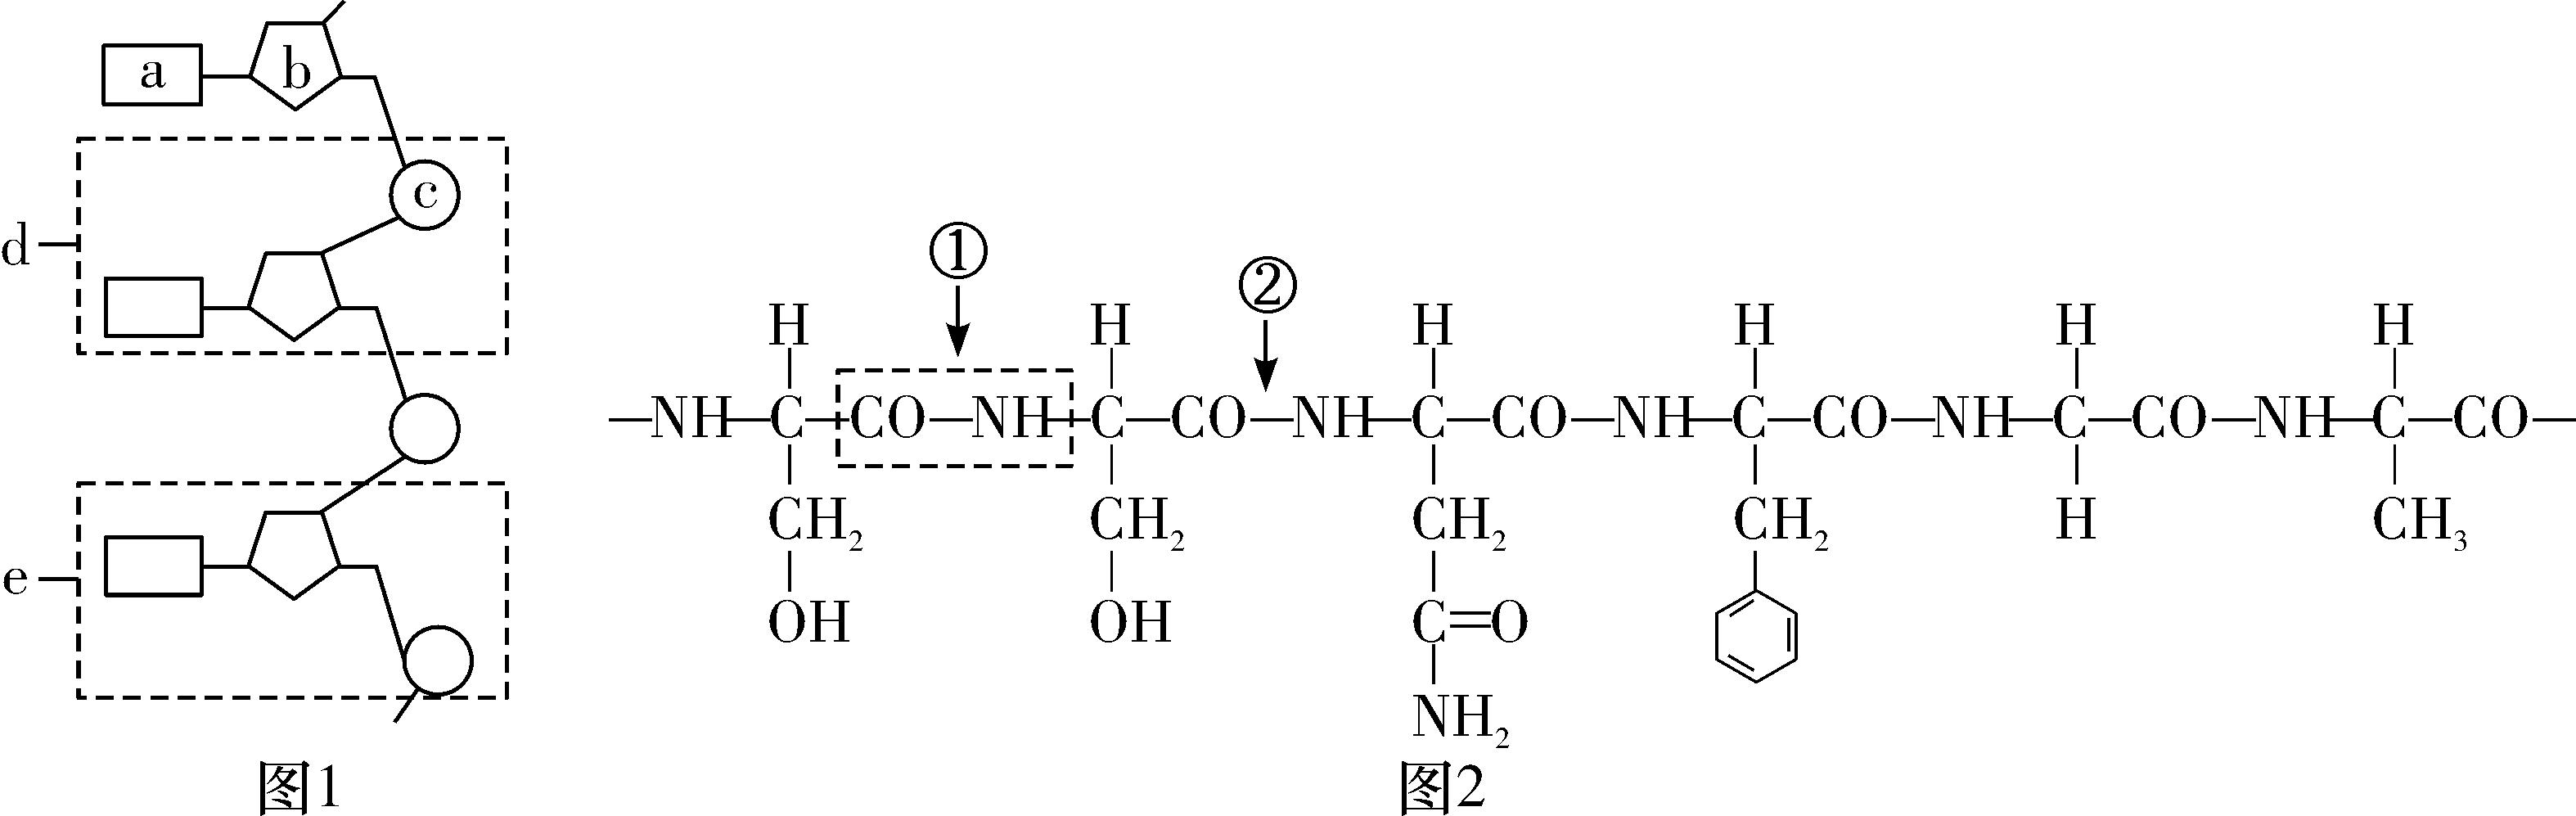 a
b
c
d
e
图1
①
②
H H H H H H
—NH—C—CO—NH—C—CO—NH—C—CO—NH—C—CO—NH—C—CO—NH—C—CO—
CH₂ CH₂ CH₂ CH₂ H CH₃
OH OH C=O
NH₂
图2